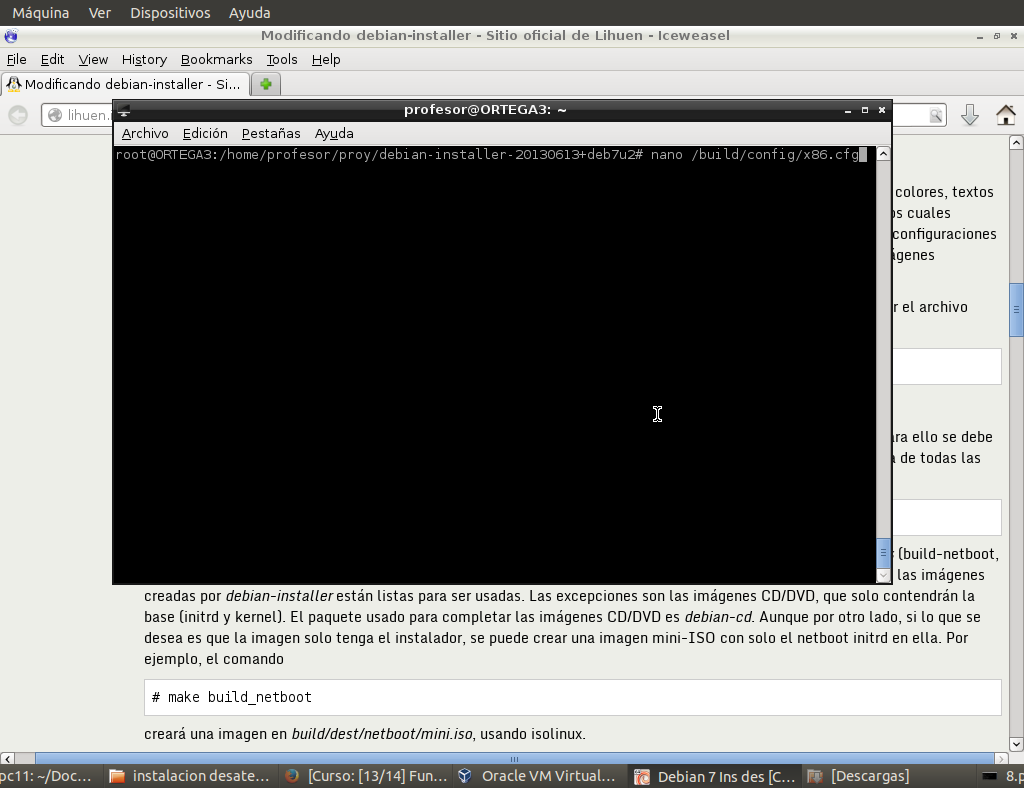 Máquina Ver Dispositivos Ayuda
Modificando debian-installer - Sitio oficial de Lihuen - Iceweasel
File Edit View History Bookmarks Tools Help
Modificando debian-installer - Si...
lihuen.
profesor@ORTEGA3: ~
Archivo Edición Pestañas Ayuda
root@ORTEGA3:/home/profesor/proy/debian-installer-20130613+deb7u2# nano /build/config/x86.cfg
colores, textos
os cuales
configuraciones
ágenes
r el archivo
ara ello se debe
a de todas las
(build-netboot,
las imágenes
creadas por debian-installer están listas para ser usadas. Las excepciones son las imágenes CD/DVD, que solo contendrán la
base (initrd y kernel). El paquete usado para completar las imágenes CD/DVD es debian-cd. Aunque por otro lado, si lo que se
desea es que la imagen solo tenga el instalador, se puede crear una imagen mini-ISO con solo el netboot initrd en ella. Por
ejemplo, el comando
# make build_netboot
creará una imagen en build/dest/netboot/mini.iso, usando isolinux.
pc11: ~/Doc... instalacion desate... [Curso: [13/14] Fun... Oracle VM Virtual... Debian 7 Ins des [C... [Descargas] 8.p